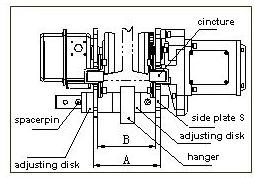 cincture
side plate S
spacerpin
adjusting disk
B
adjusting disk
hanger
A